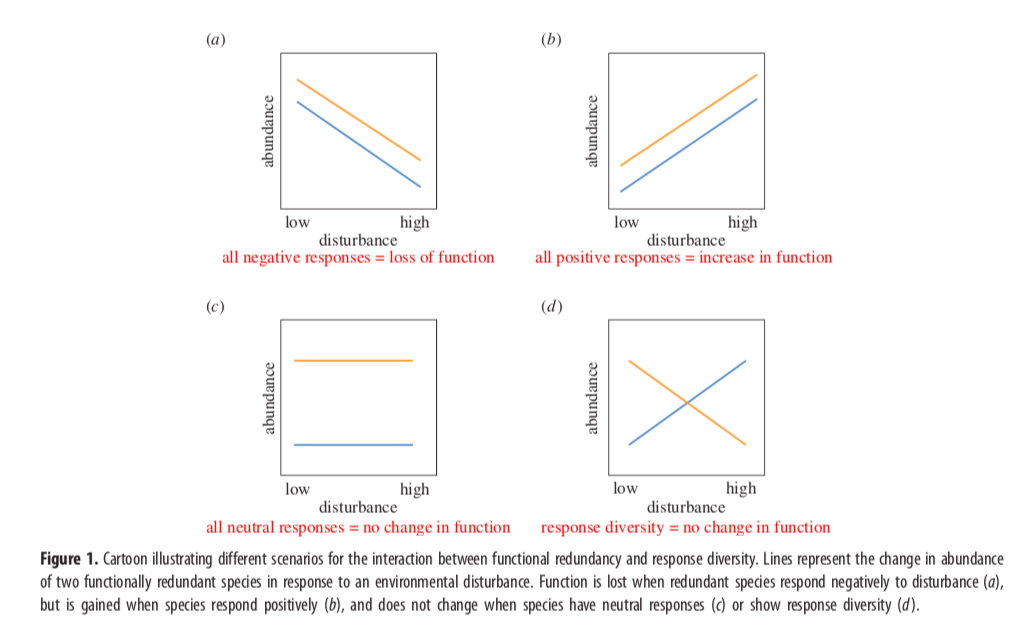 (a)
abundance
low high
disturbance
all negative responses = loss of function
(b)
abundance
low high
disturbance
all positive responses = increase in function
(c)
abundance
low high
disturbance
all neutral responses = no change in function
(d)
abundance
low high
disturbance
response diversity = no change in function
Figure 1. Cartoon illustrating different scenarios for the interaction between functional redundancy and response diversity. Lines represent the change in abundance
of two functionally redundant species in response to an environmental disturbance. Function is lost when redundant species respond negatively to disturbance (a),
but is gained when species respond positively (b), and does not change when species have neutral responses (c) or show response diversity (d).